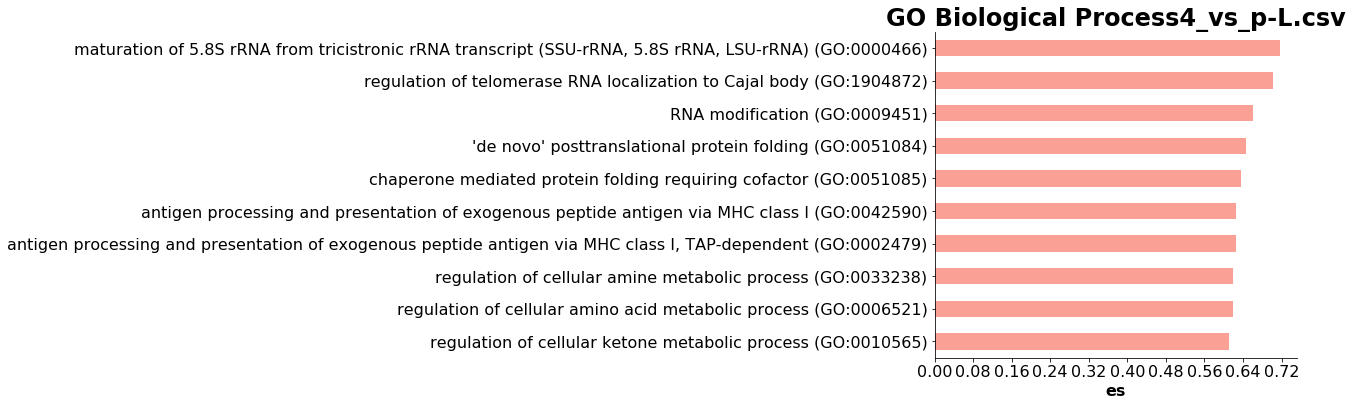 GO Biological Process4_vs_p-L.csv
maturation of 5.8S rRNA from tricistronic rRNA transcript (SSU-rRNA, 5.8S rRNA, LSU-rRNA) (GO:0000466)
regulation of telomerase RNA localization to Cajal body (GO:1904872)
RNA modification (GO:0009451)
'de novo' posttranslational protein folding (GO:0051084)
chaperone mediated protein folding requiring cofactor (GO:0051085)
antigen processing and presentation of exogenous peptide antigen via MHC class I (GO:0042590)
antigen processing and presentation of exogenous peptide antigen via MHC class I, TAP-dependent (GO:0002479)
regulation of cellular amine metabolic process (GO:0033238)
regulation of cellular amino acid metabolic process (GO:0006521)
regulation of cellular ketone metabolic process (GO:0010565)
0.00 0.08 0.16 0.24 0.32 0.40 0.48 0.56 0.64 0.72
es